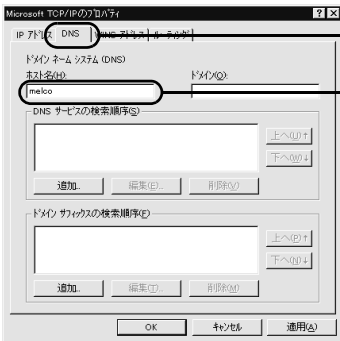 Microsoft TCP/IPのプロパティ
IP アドレス DNS WINS アドレス ルーティング
ドメイン ネーム システム (DNS)
ホスト名(H): ドメイン(O):
melco
DNS サービスの検索順序(S)
上へ(U)↑
下へ(W)↓
追加... 編集(E)... 削除(V)
ドメイン サフィックスの検索順序(F)
上へ(P)↑
下へ(N)↓
追加... 編集(T)... 削除(M)
OK キャンセル 適用(A)